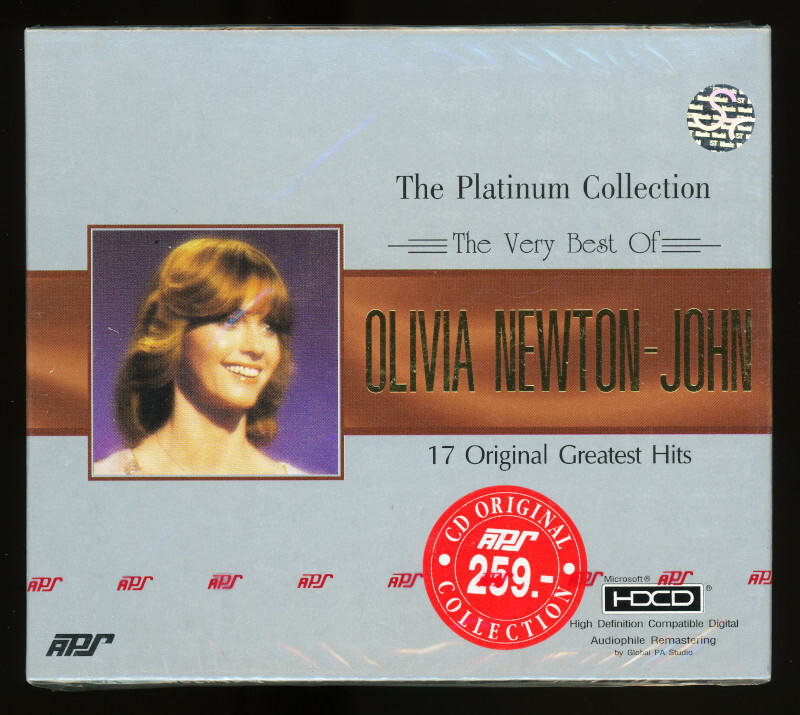 The Platinum Collection
The Very Best Of
OLIVIA NEWTON-JOHN
17 Original Greatest Hits
CD ORIGINAL
APS
259.-
COLLECTION
APS APS APS APS APS APS APS
Microsoft®
HDCD®
High Definition Compatible Digital
Audiophile Remastering
by Global PA Studio
APS